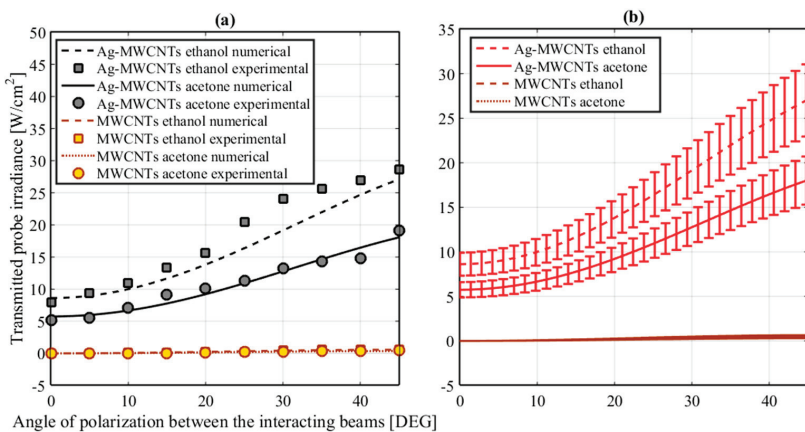 (a)
50
45
40
35
30
25
20
15
10
5
0
-5
Transmitted probe irradiance [W/cm²]
Ag-MWCNTs ethanol numerical
Ag-MWCNTs ethanol experimental
Ag-MWCNTs acetone numerical
Ag-MWCNTs acetone experimental
MWCNTs ethanol numerical
MWCNTs ethanol experimental
MWCNTs acetone numerical
MWCNTs acetone experimental
0 10 20 30 40
Angle of polarization between the interacting beams [DEG]
(b)
35
30
25
20
15
10
5
0
-5
Ag-MWCNTs ethanol
Ag-MWCNTs acetone
MWCNTs ethanol
MWCNTs acetone
0 10 20 30 40